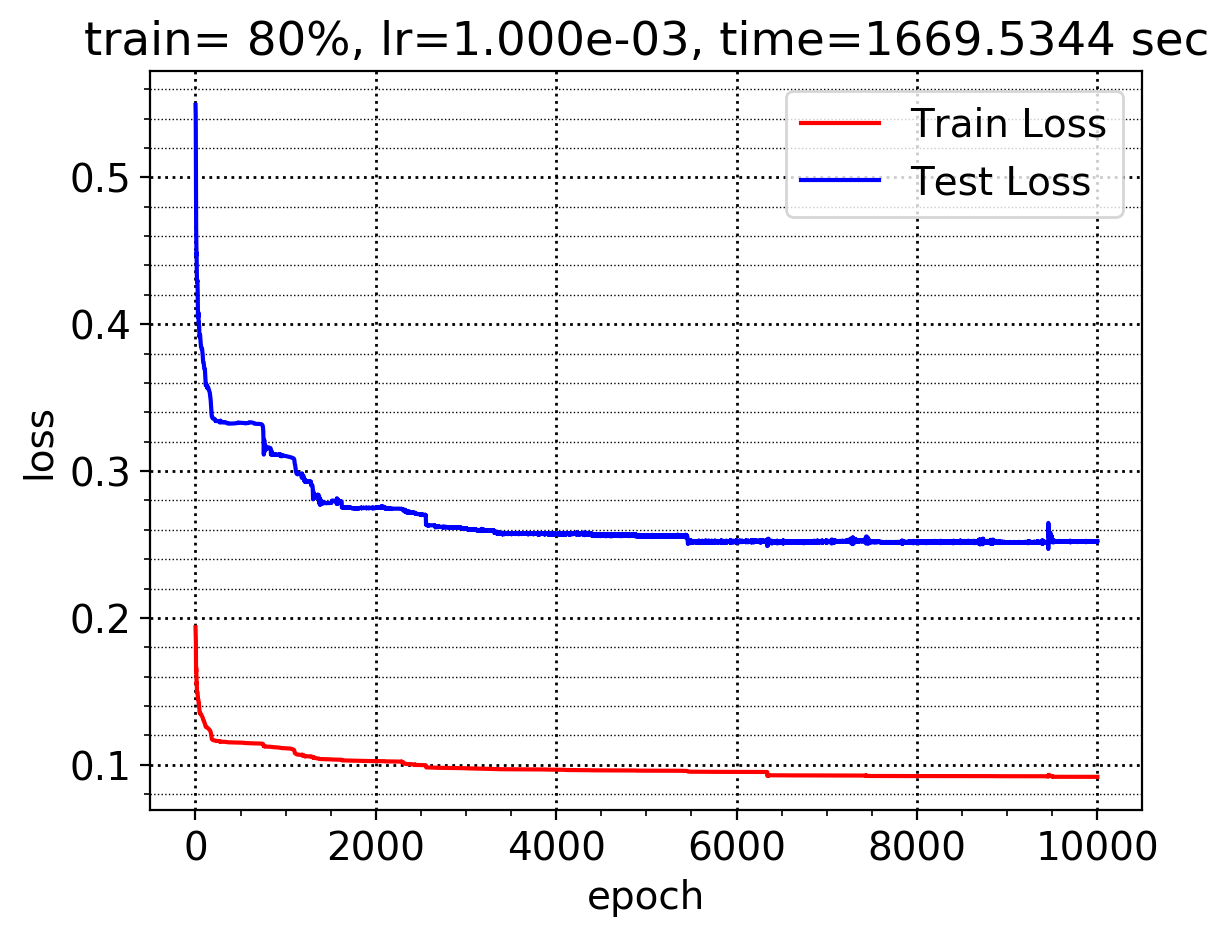 train= 80%, lr=1.000e-03, time=1669.5344 sec
Train Loss
Test Loss
0.5
0.4
0.3
0.2
0.1
loss
0 2000 4000 6000 8000 10000
epoch